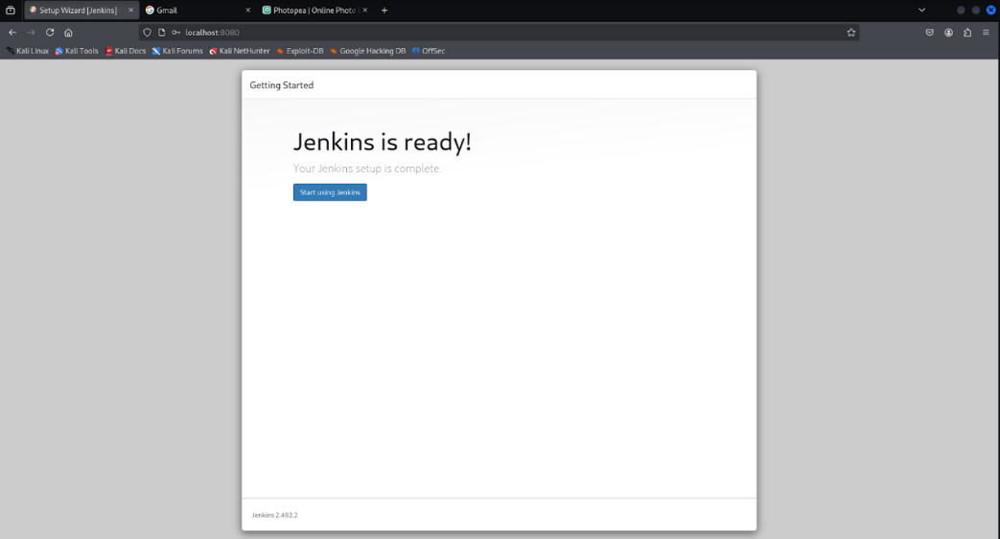 Setup Wizard [Jenkins]
Gmail
Photopea | Online Photo
localhost:8080
Kali Linux
Kali Tools
Kali Docs
Kali Forums
Kali NetHunter
Exploit-DB
Google Hacking DB
OffSec
Getting Started
Jenkins is ready!
Your Jenkins setup is complete.
Start using Jenkins
Jenkins 2.492.2